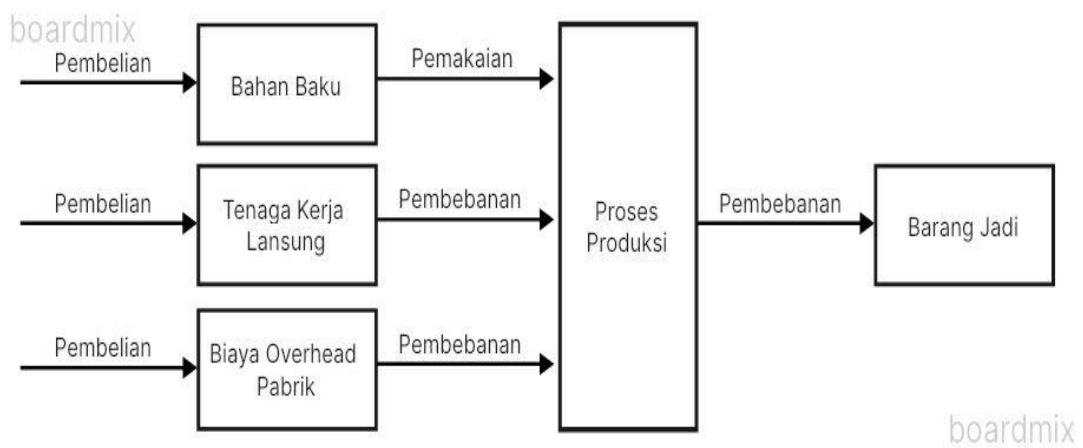 boardmix
Pembelian
Bahan Baku
Pemakaian
Pembelian
Tenaga Kerja
Lansung
Pembebanan
Pembelian
Biaya Overhead
Pabrik
Pembebanan
Proses
Produksi
Pembebanan
Barang Jadi
boardmix